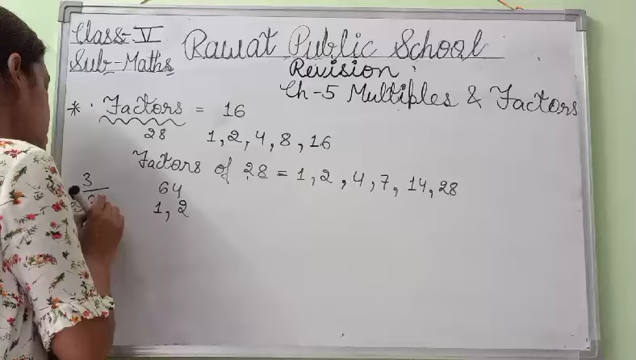 Class-V
Sub-Maths
Rawat Public School
Revision
Ch-5 Multiples & Factors
* . Factors = 16
28 1, 2, 4, 8, 16
Factors of 28 = 1, 2, 4, 7, 14, 28
3
64
1, 2